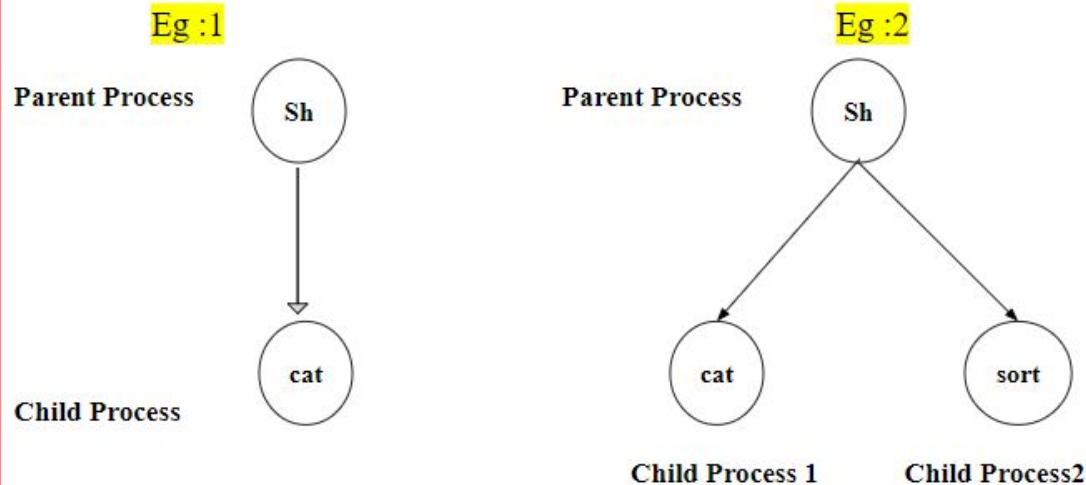 Eg :1
Parent Process
Sh
cat
Child Process
Eg :2
Parent Process
Sh
cat
sort
Child Process 1
Child Process2